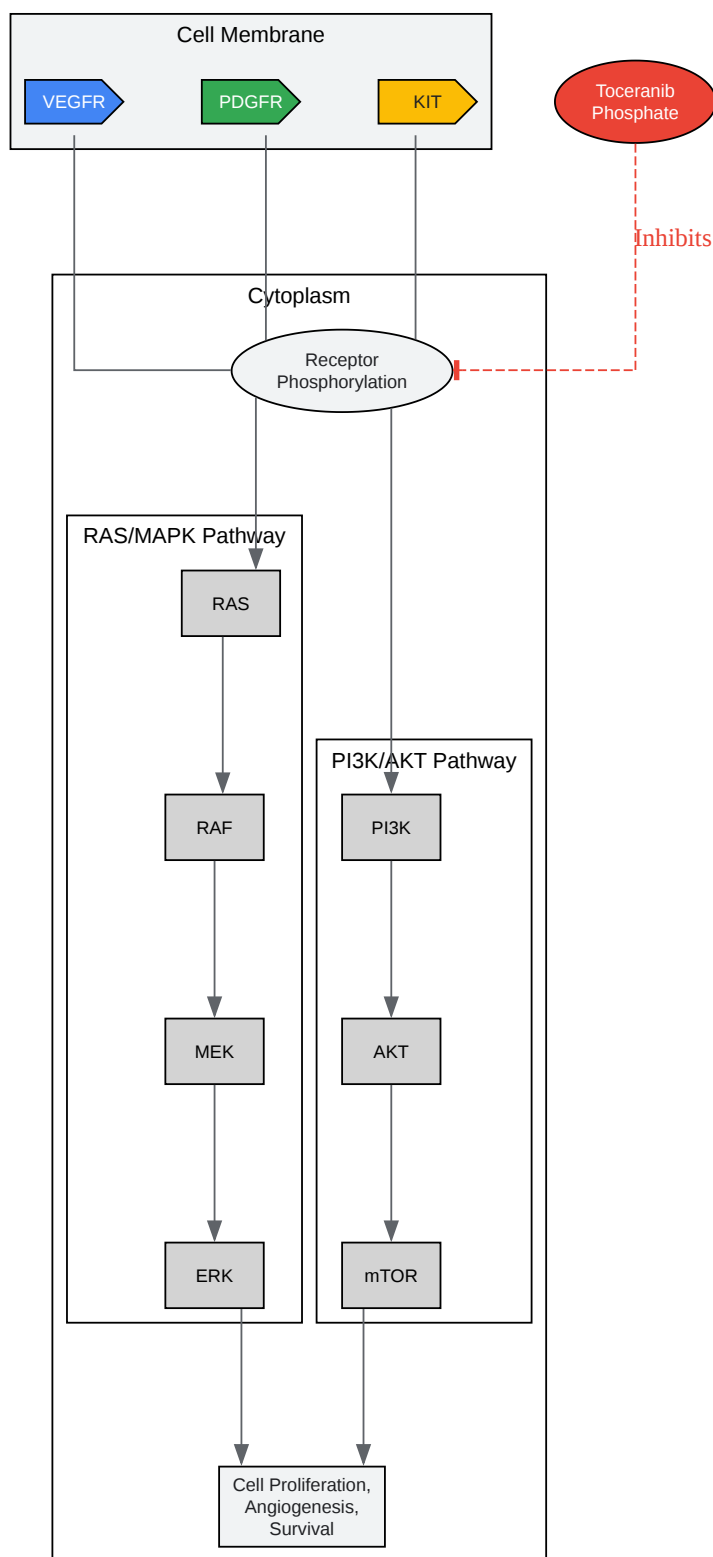 Cell Membrane
VEGFR
PDGFR
KIT
Toceranib
Phosphate
Inhibits
Cytoplasm
Receptor
Phosphorylation
RAS/MAPK Pathway
RAS
PI3K/AKT Pathway
RAF
PI3K
MEK
AKT
ERK
mTOR
Cell Proliferation,
Angiogenesis,
Survival